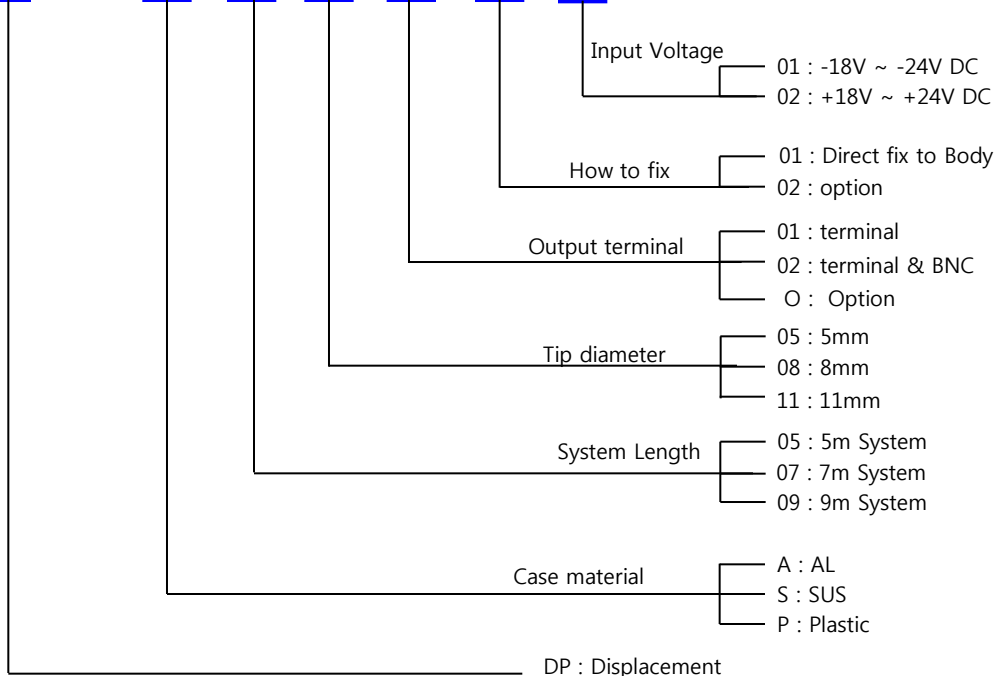 Input Voltage
01 : -18V ~ -24V DC
02 : +18V ~ +24V DC
How to fix
01 : Direct fix to Body
02 : option
Output terminal
01 : terminal
02 : terminal & BNC
O : Option
Tip diameter
05 : 5mm
08 : 8mm
11 : 11mm
System Length
05 : 5m System
07 : 7m System
09 : 9m System
Case material
A : AL
S : SUS
P : Plastic
DP : Displacement